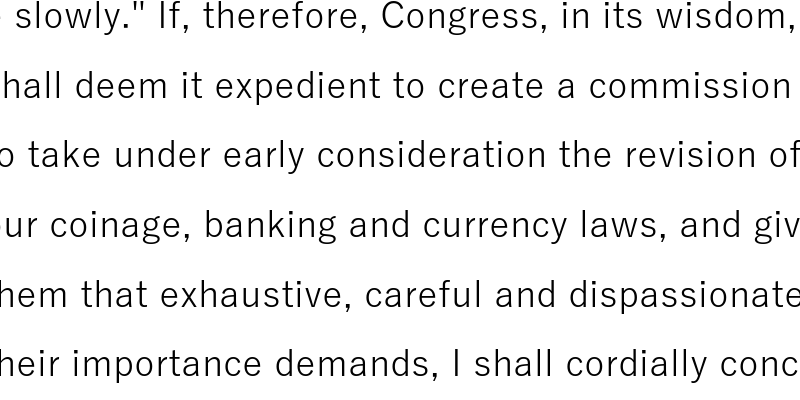 slowly." If, therefore, Congress, in its wisdom,
hall deem it expedient to create a commission
o take under early consideration the revision of
ur coinage, banking and currency laws, and giv
hem that exhaustive, careful and dispassionate
heir importance demands, I shall cordially conc